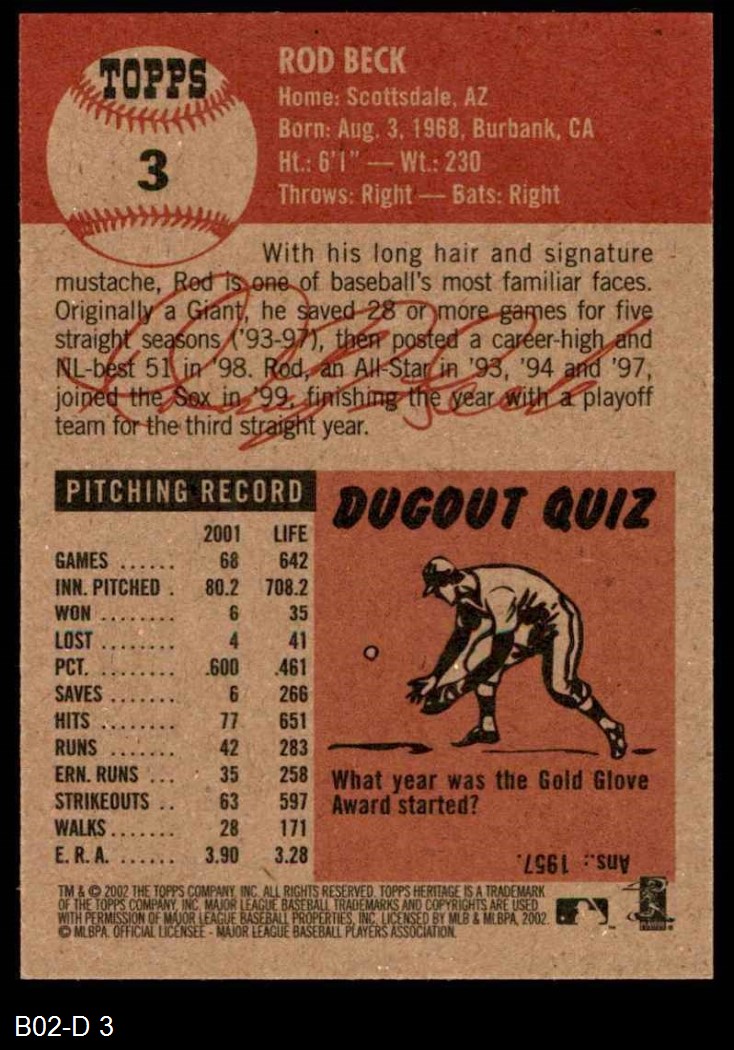 TOPPS
3
ROD BECK
Home: Scottsdale, AZ
Born: Aug. 3, 1968, Burbank, CA
Ht.: 6'1" — Wt.: 230
Throws: Right — Bats: Right
With his long hair and signature
mustache, Rod is one of baseball's most familiar faces.
Originally a Giant, he saved 28 or more games for five
straight seasons ('93-97), then posted a career-high and
NL-best 51 in '98. Rod, an All-Star in '93, '94 and '97,
joined the Sox in '99, finishing the year with a playoff
team for the third straight year.
PITCHING RECORD
2001 LIFE
GAMES ...... 68 642
INN. PITCHED . 80.2 708.2
WON ........ 6 35
LOST ........ 4 41
PCT. ........ .600 .461
SAVES ...... 6 266
HITS ........ 77 651
RUNS ....... 42 283
ERN. RUNS ... 35 258
STRIKEOUTS .. 63 597
WALKS....... 28 171
E. R. A. ...... 3.90 3.28
DUGOUT QUIZ
What year was the Gold Glove
Award started?
Ans.: 1957.
TM & © 2002 THE TOPPS COMPANY, INC. ALL RIGHTS RESERVED. TOPPS HERITAGE IS A TRADEMARK
OF THE TOPPS COMPANY, INC. MAJOR LEAGUE BASEBALL TRADEMARKS AND COPYRIGHTS ARE USED
WITH PERMISSION OF MAJOR LEAGUE BASEBALL PROPERTIES, INC. LICENSED BY MLB & MLBPA, 2002.
© MLBPA. OFFICIAL LICENSEE - MAJOR LEAGUE BASEBALL PLAYERS ASSOCIATION.
B02-D 3